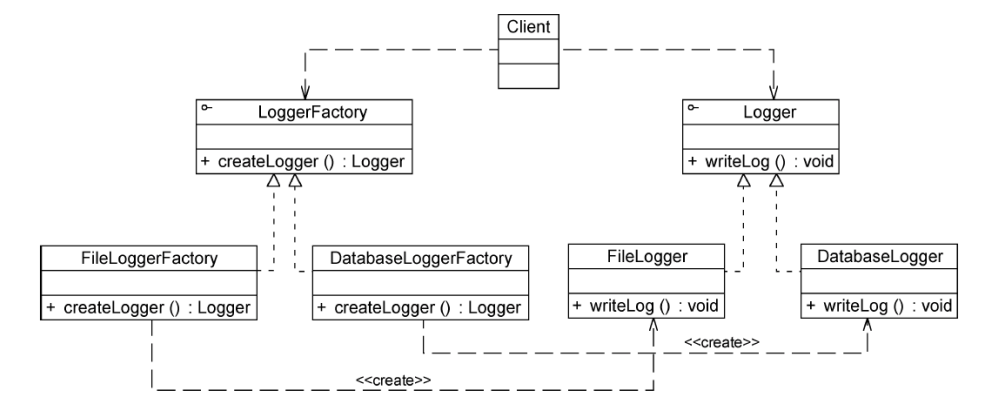 Client
LoggerFactory
+ createLogger () : Logger
Logger
+ writeLog () : void
FileLoggerFactory
+ createLogger () : Logger
DatabaseLoggerFactory
+ createLogger () : Logger
FileLogger
+ writeLog () : void
DatabaseLogger
+ writeLog () : void
<<create>>
<<create>>